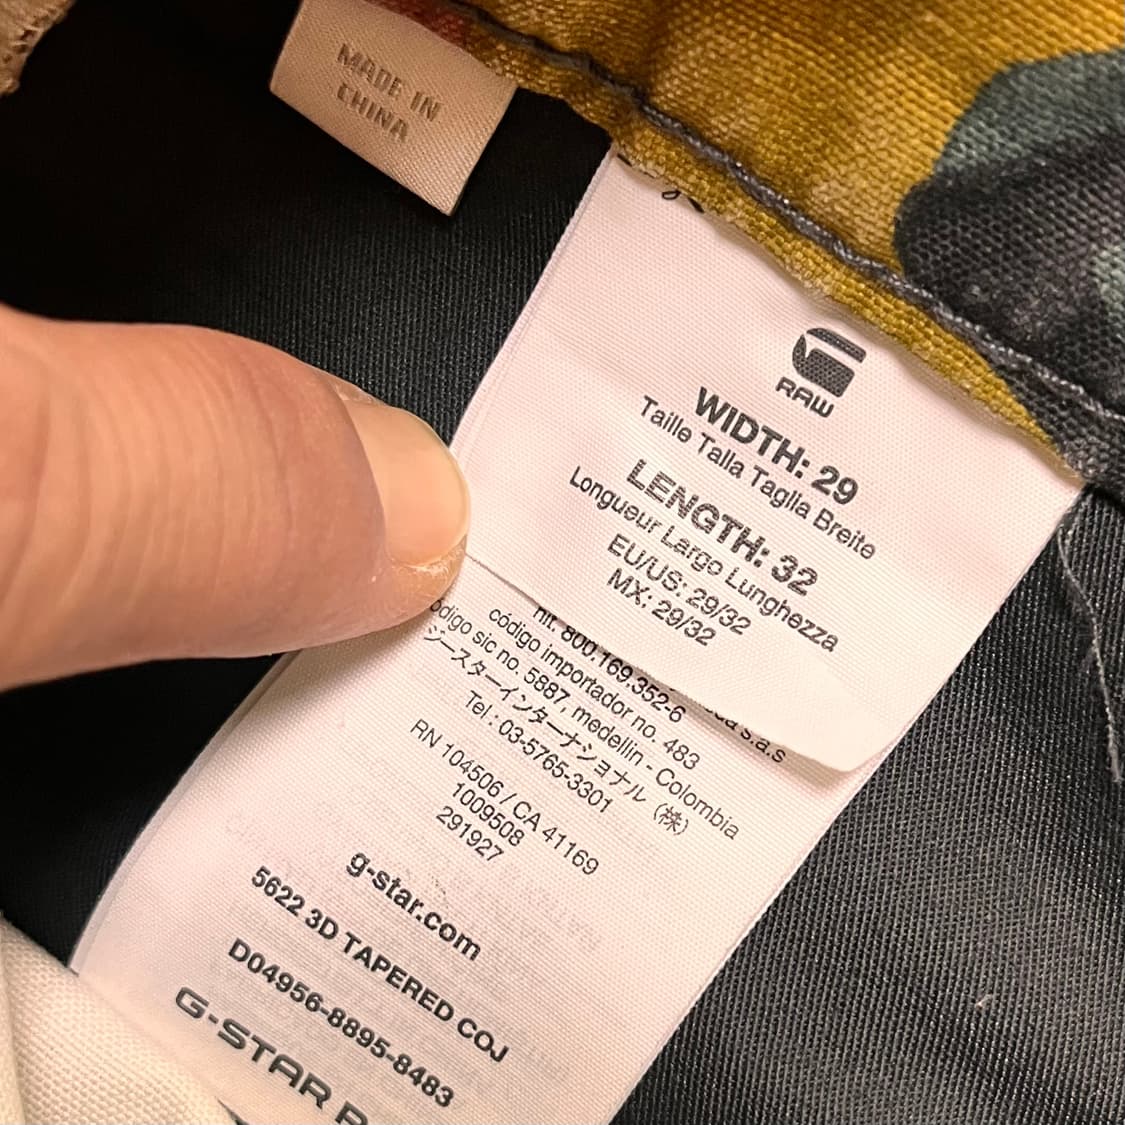 MADE IN
CHINA
RAW
WIDTH: 29
Taille Talla Taglia Breite
LENGTH: 32
Longueur Largo Lunghezza
EU/US: 29/32
MX: 29/32
s.a.s
nit. 800.169.352-6
código importador no. 483
código sic no. 5887, medellin - Colombia
ジースターインターナショナル (株)
Tel.: 03-5765-3301
RN 104506 / CA 41169
1009508
291927
g-star.com
5622 3D TAPERED COJ
D04956-8895-8483
G-STAR R